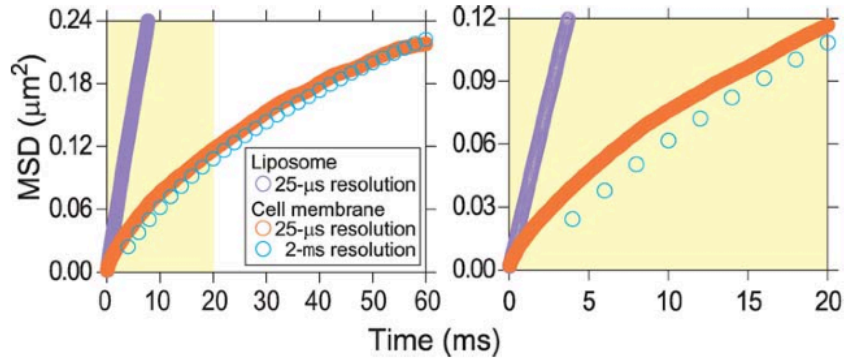 0.24
0.18
0.12
0.06
0.00
MSD (μm²)
0 10 20 30 40 50 60
Liposome
25-μs resolution
Cell membrane
25-μs resolution
2-ms resolution
0.12
0.09
0.06
0.03
0.00
0 5 10 15 20
Time (ms)